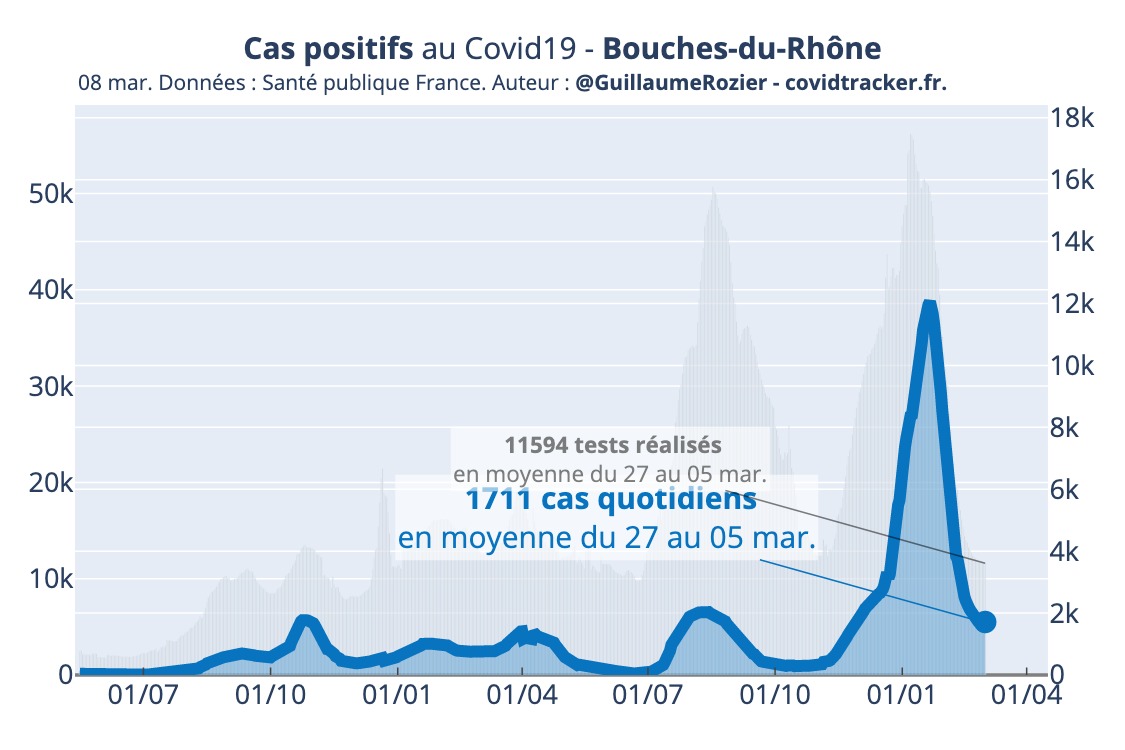 Cas positifs au Covid19 - Bouches-du-Rhône
08 mar. Données : Santé publique France. Auteur : @GuillaumeRozier - covidtracker.fr.
18k
16k
50k
14k
40k
12k
30k
10k
8k
11594 tests réalisés
en moyenne du 27 au 05 mar.
20k
6k
1711 cas quotidiens
en moyenne du 27 au 05 mar.
4k
10k
2k
0
0
01/07 01/10 01/01 01/04 01/07 01/10 01/01 01/04